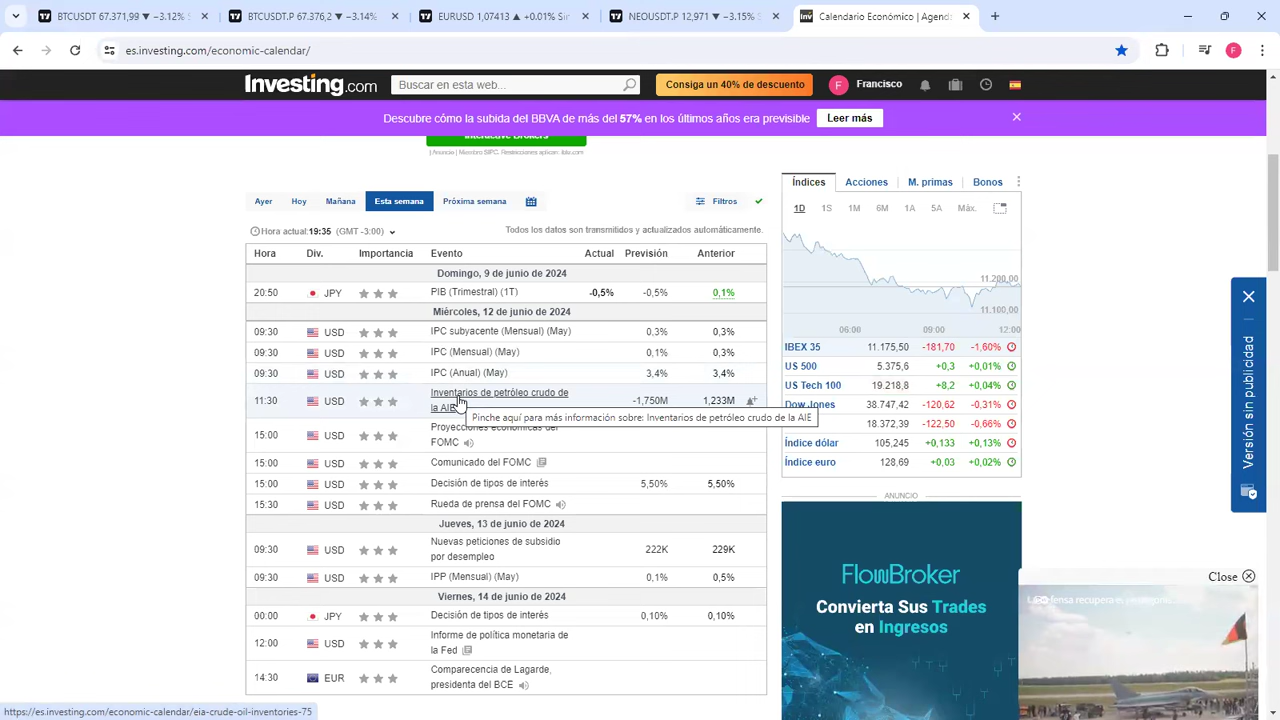 BTCUSDT 67.371,99 ▼ −3.12% S
BTCUSDT.P 67.376,2 ▼ −3.14%
EURUSD 1,07413 ▲ +0.01% Sin
NEOUSDT.P 12,971 ▼ −3.15% S
Calendario Económico | Agenda
es.investing.com/economic-calendar/
F
Investing.com
Buscar en esta web...
Consiga un 40% de descuento
F
Francisco
Descubre cómo la subida del BBVA de más del 57% en los últimos años era previsible
Leer más
Interactive Brokers
Ayer
Hoy
Mañana
Esta semana
Próxima semana
Filtros
Hora actual: 19:35 (GMT -3:00)
Todos los datos son transmitidos y actualizados automáticamente.
Hora Div. Importancia Evento Actual Previsión Anterior
Domingo, 9 de junio de 2024
20:50 JPY PIB (Trimestral) (1T) -0,5% -0,5% 0,1%
Miércoles, 12 de junio de 2024
09:30 USD IPC subyacente (Mensual) (May) 0,3% 0,3%
09:30 USD IPC (Mensual) (May) 0,1% 0,3%
09:30 USD IPC (Anual) (May) 3,4% 3,4%
11:30 USD Inventarios de petróleo crudo de -1,750M 1,233M
la AIE
Pinche aquí para más información sobre: Inventarios de petróleo crudo de la AIE
15:00 USD Proyecciones económicas del
FOMC
15:00 USD Comunicado del FOMC
15:00 USD Decisión de tipos de interés 5,50% 5,50%
15:30 USD Rueda de prensa del FOMC
Jueves, 13 de junio de 2024
09:30 USD Nuevas peticiones de subsidio 222K 229K
por desempleo
09:30 USD IPP (Mensual) (May) 0,1% 0,5%
Viernes, 14 de junio de 2024
00:00 JPY Decisión de tipos de interés 0,10% 0,10%
12:00 USD Informe de política monetaria de
la Fed
14:30 EUR Comparecencia de Lagarde,
presidenta del BCE
Índices
Acciones
M. primas
Bonos
1D 1S 1M 6M 1A 5A Máx.
11.200,00
11.100,00
06:00 09:00 12:00
IBEX 35 11.175,50 -181,70 -1,60%
US 500 5.375,6 +0,3 +0,01%
US Tech 100 19.218,8 +8,2 +0,04%
Dow Jones 38.747,42 -120,62 -0,31%
18.372,39 -122,50 -0,66%
Índice dólar 105,245 +0,133 +0,13%
Índice euro 128,69 +0,03 +0,02%
ANUNCIO
FlowBroker
Convierta Sus Trades
en Ingresos
Versión sin publicidad
Close
https://es.investing.com/economic-calendar/eia-crude-oil-inventories-75